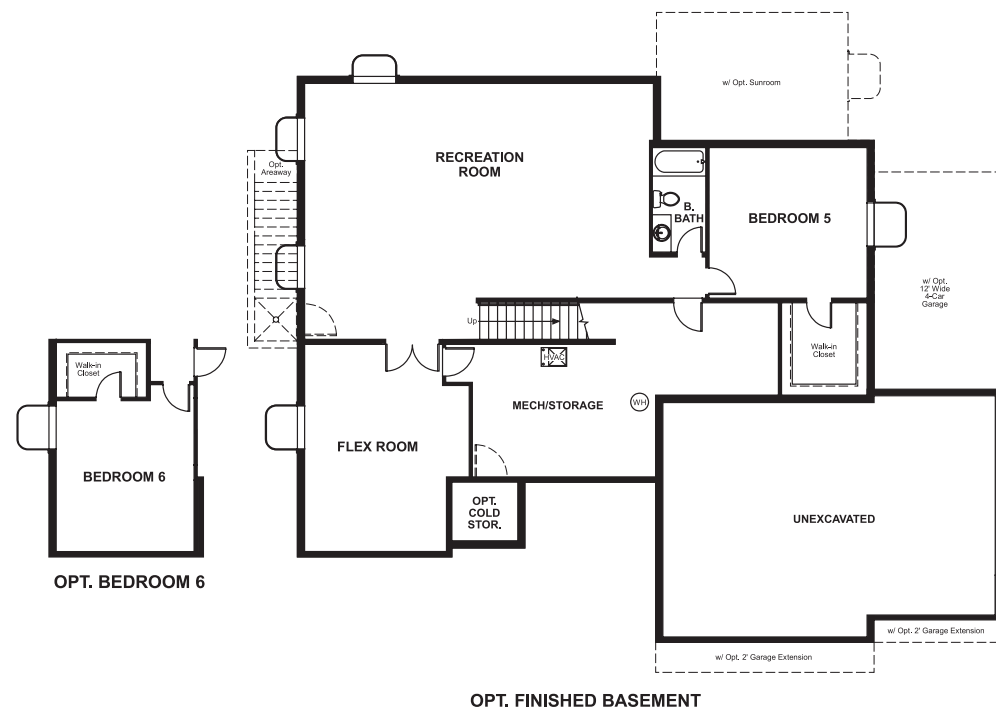 w/ Opt. Sunroom
RECREATION
ROOM
Opt.
Areaway
B.
BATH
BEDROOM 5
w/ Opt.
12' Wide
4-Car
Garage
Up
HVAC
Walk-in
Closet
Walk-in
Closet
MECH/STORAGE
WH
FLEX ROOM
BEDROOM 6
OPT.
COLD
STOR.
UNEXCAVATED
OPT. BEDROOM 6
w/ Opt. 2' Garage Extension
w/ Opt. 2' Garage Extension
OPT. FINISHED BASEMENT